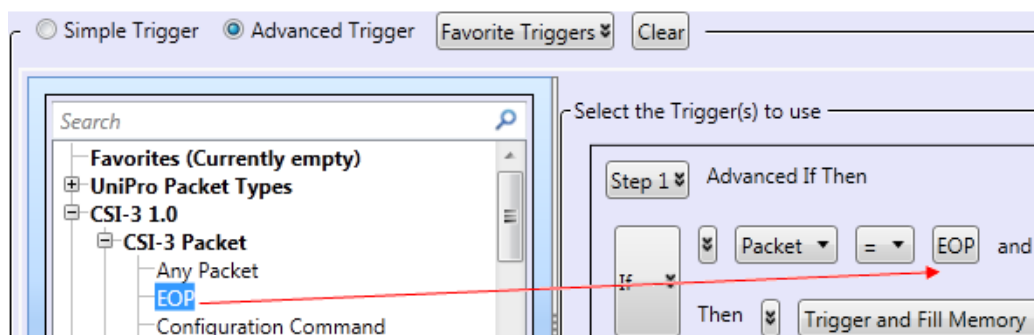 Simple Trigger Advanced Trigger Favorite Triggers Clear
Search
Favorites (Currently empty)
UniPro Packet Types
CSI-3 1.0
CSI-3 Packet
Any Packet
EOP
Configuration Command
Select the Trigger(s) to use
Step 1 Advanced If Then
If Packet = EOP and
Then Trigger and Fill Memory